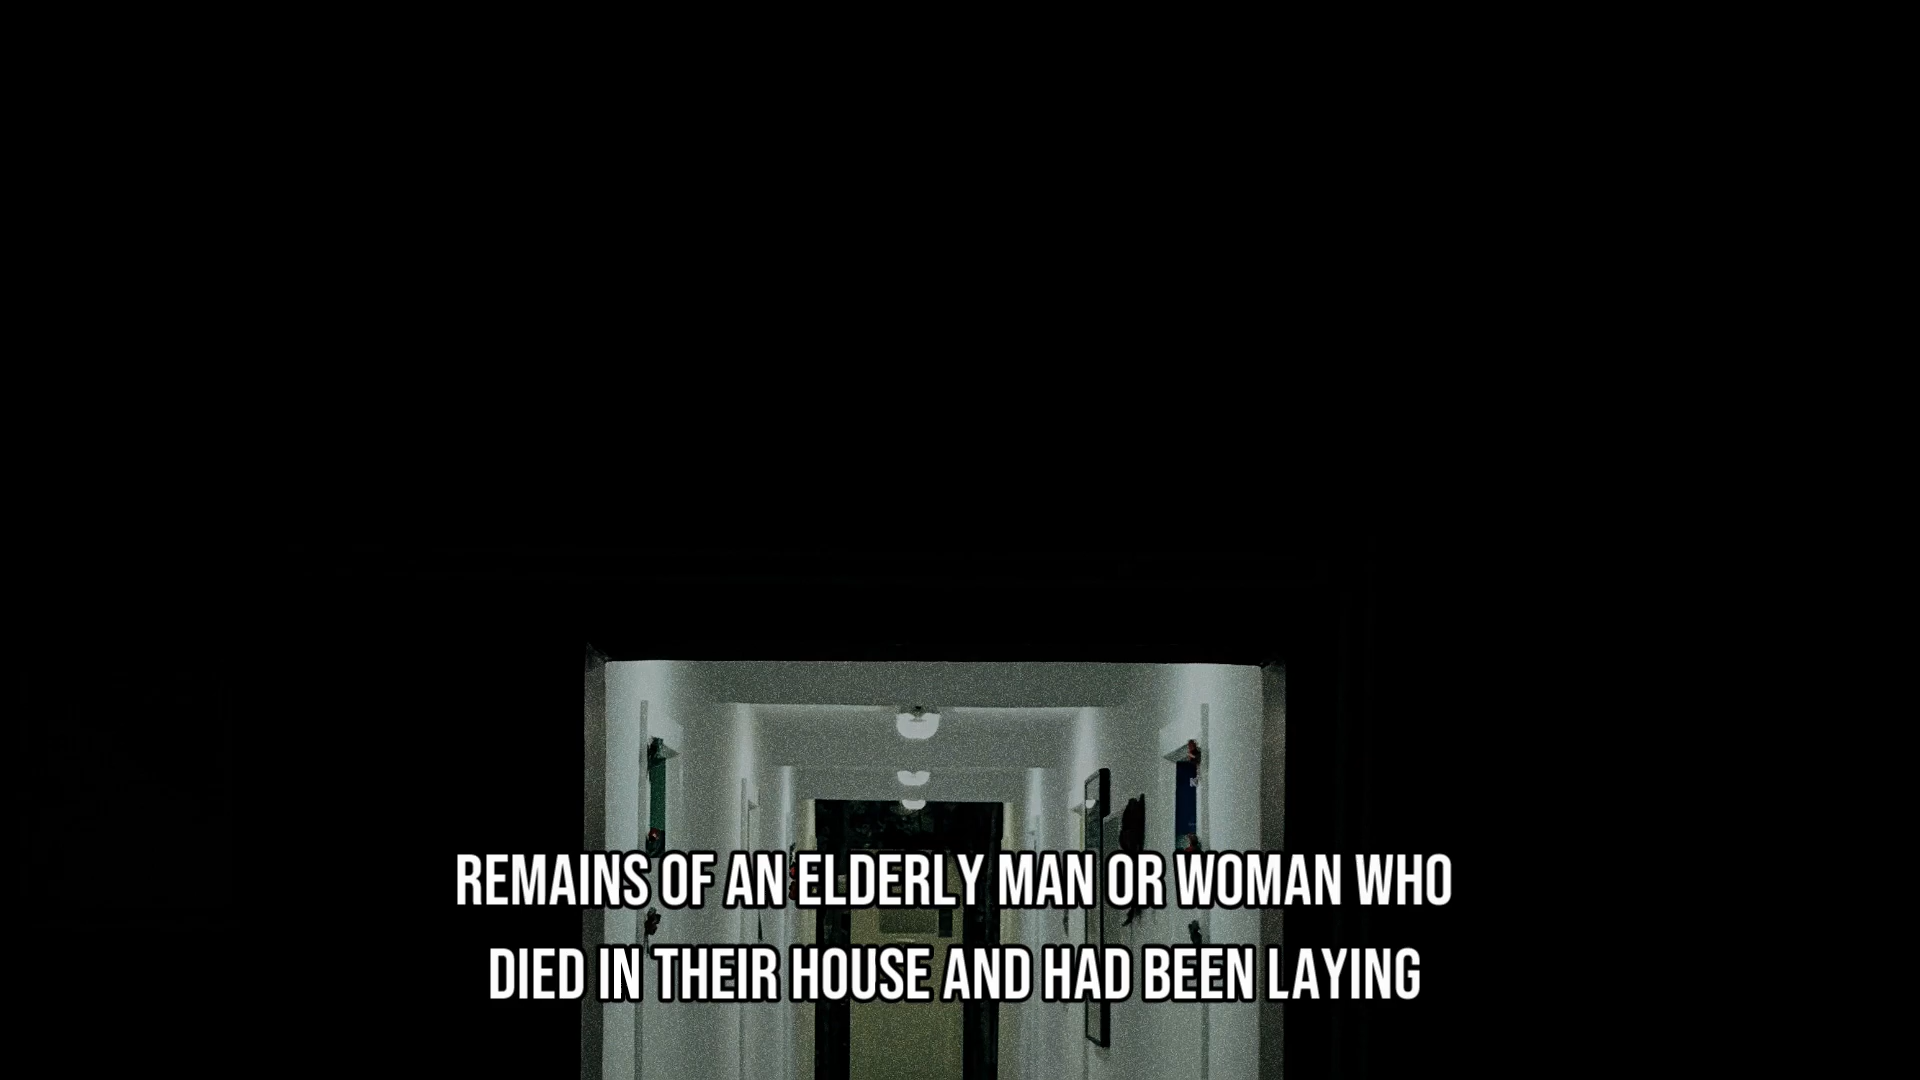 REMAINS OF AN ELDERLY MAN OR WOMAN WHO
DIED IN THEIR HOUSE AND HAD BEEN LAYING